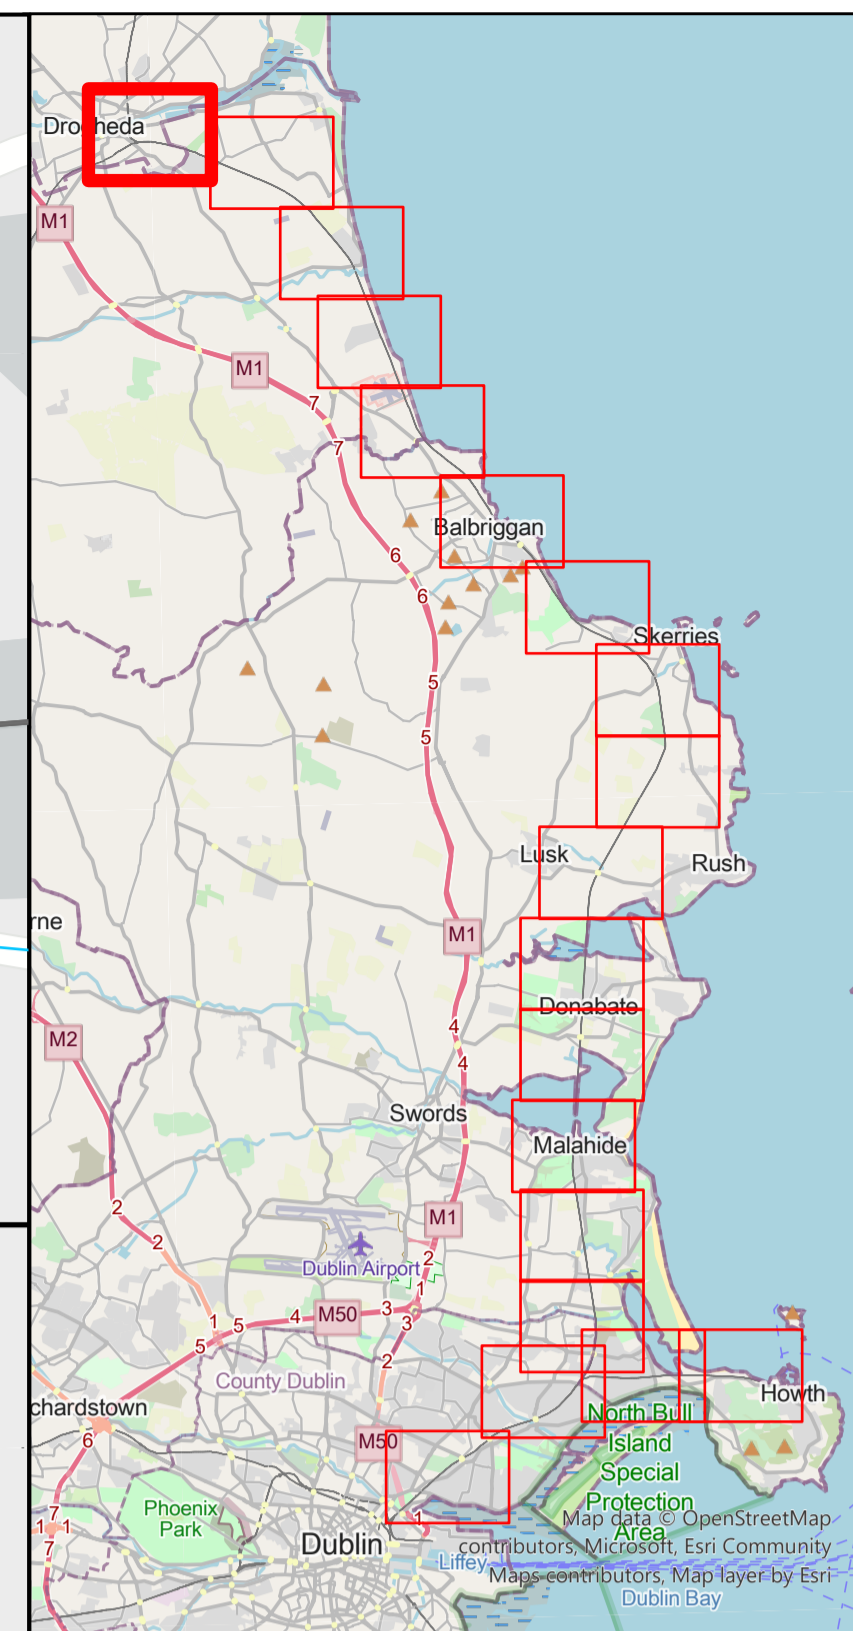 Drogheda
M1
M1
7
7
Balbriggan
6
6
Skerries
5
5
Lusk
Rush
rne
M1
Donabate
M2
4
4
Swords
Malahide
2
M1
2
2
Dublin Airport
1
M50
3
3
1
5
4
5
2
County Dublin
Howth
chardstown
6
M50
North Bull
Island
Special
Protection
Area
Phoenix
Park
7
1
1
7
1
Dublin
Liffey
Map data © OpenStreetMap
contributors, Microsoft, Esri Community
Maps contributors, Map layer by Esri
Dublin Bay